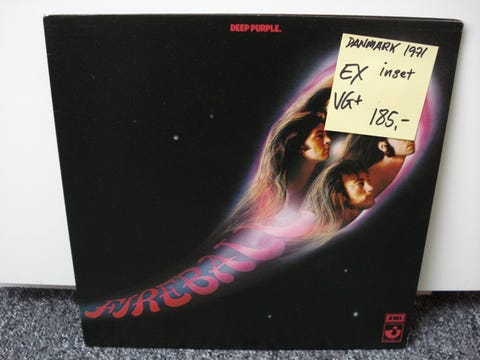 DEEP PURPLE.
DANMARK 1971
EX inset
VG+
185,-
FIREBALL
EMI